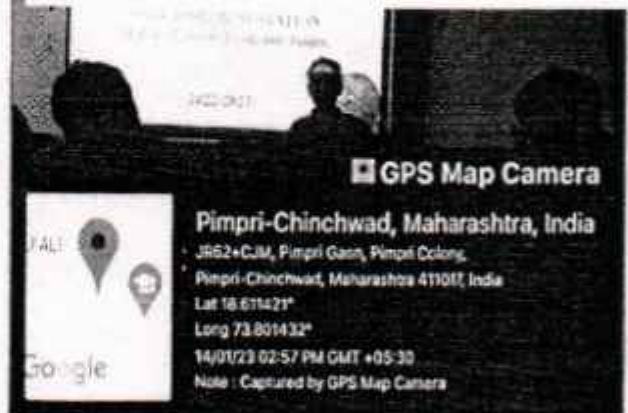 2022-2023
GPS Map Camera
Pimpri-Chinchwad, Maharashtra, India
JR62+CJM, Pimpri Gaon, Pimpri Colony,
Pimpri-Chinchwad, Maharashtra 411017, India
Lat 18.611421°
Long 73.801432°
14/01/23 02:57 PM GMT +05:30
Note : Captured by GPS Map Camera
Google